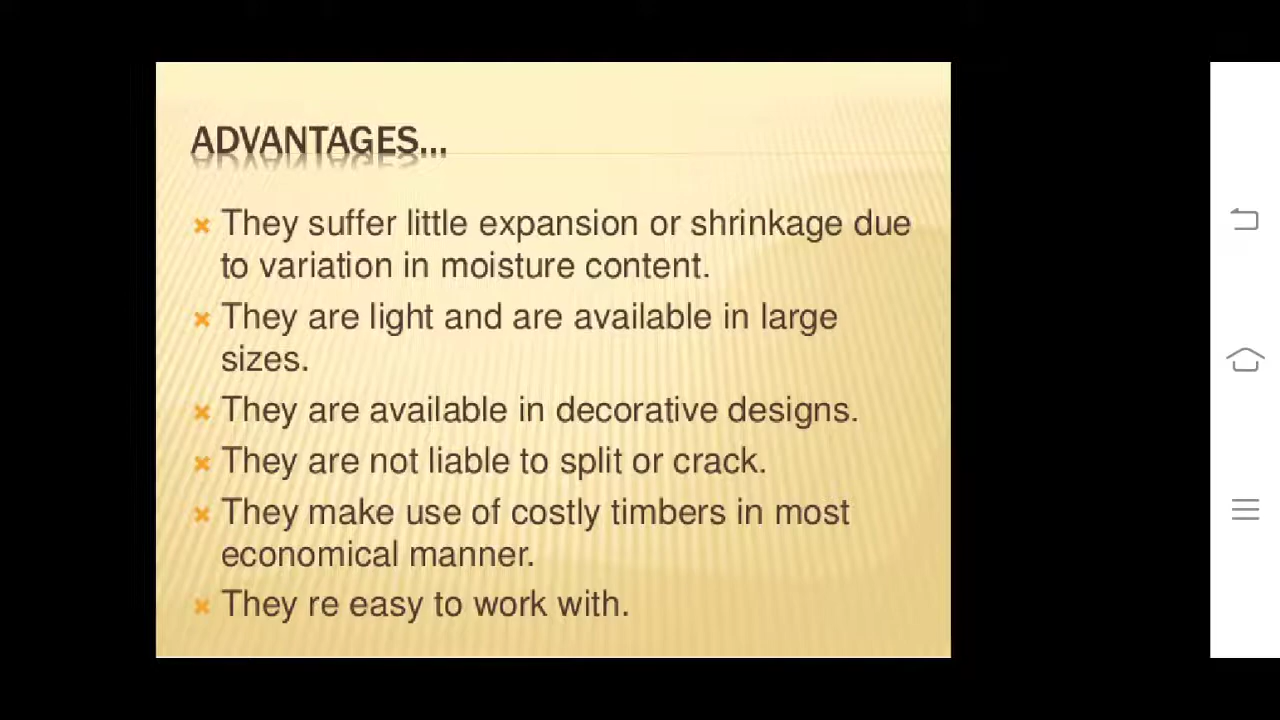 ADVANTAGES...
They suffer little expansion or shrinkage due
to variation in moisture content.
They are light and are available in large
sizes.
They are available in decorative designs.
They are not liable to split or crack.
They make use of costly timbers in most
economical manner.
They re easy to work with.